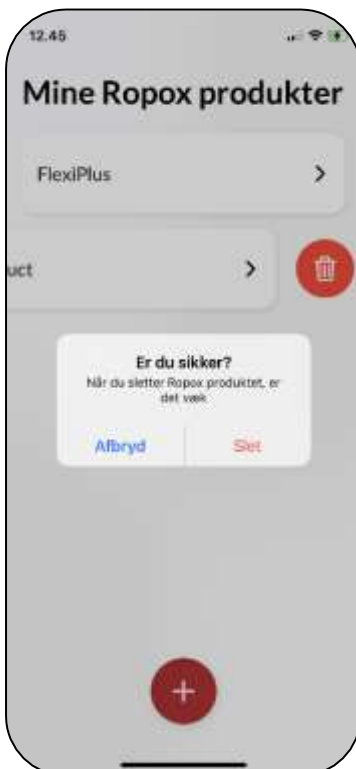 12.45
Mine Ropox produkter
FlexiPlus
uct
Er du sikker?
Når du sletter Ropox produktet, er
det væk
Afbryd
Slet